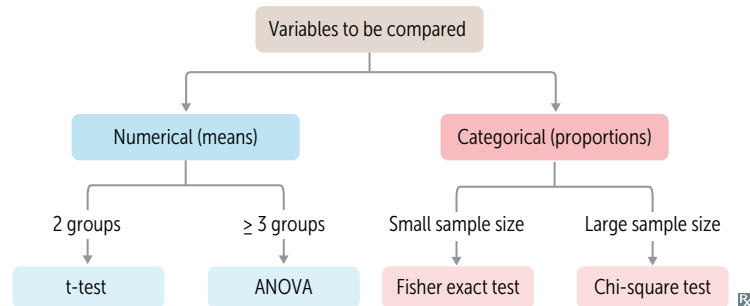 Variables to be compared
Numerical (means)
Categorical (proportions)
2 groups
≥ 3 groups
Small sample size
Large sample size
t-test
ANOVA
Fisher exact test
Chi-square test